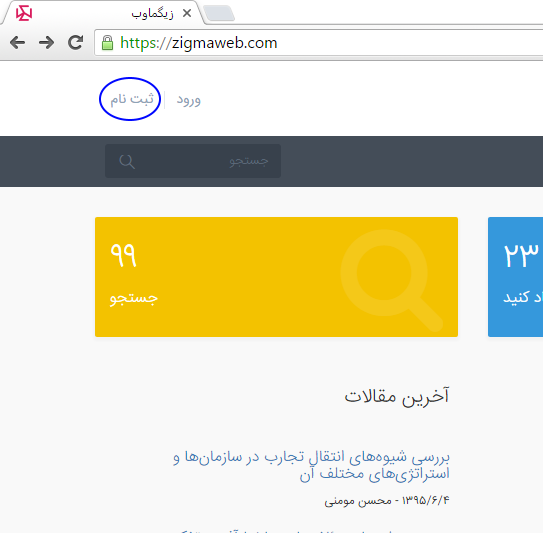 زیگماوب
https://zigmaweb.com
ورود
ثبت نام
جستجو
۲۳
د کنید
۹۹
جستجو
آخرین مقالات
بررسی شیوه‌های انتقال تجارب در سازمان‌ها و
استراتژی‌های مختلف آن
۱۳۹۵/۶/۴ - محسن مومنی